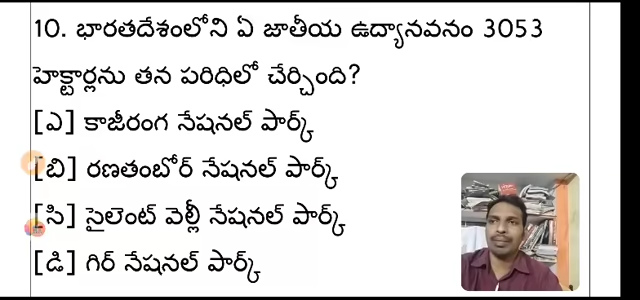 10. భారతదేశంలోని ఏ జాతీయ ఉద్యానవనం 3053
హెక్టార్లను తన పరిధిలో చేర్చింది?
[ఎ] కాజీరంగ నేషనల్ పార్క్
[బి] రణతంబోర్ నేషనల్ పార్క్
[సి] సైలెంట్ వెల్లీ నేషనల్ పార్క్
[డి] గిర్ నేషనల్ పార్క్